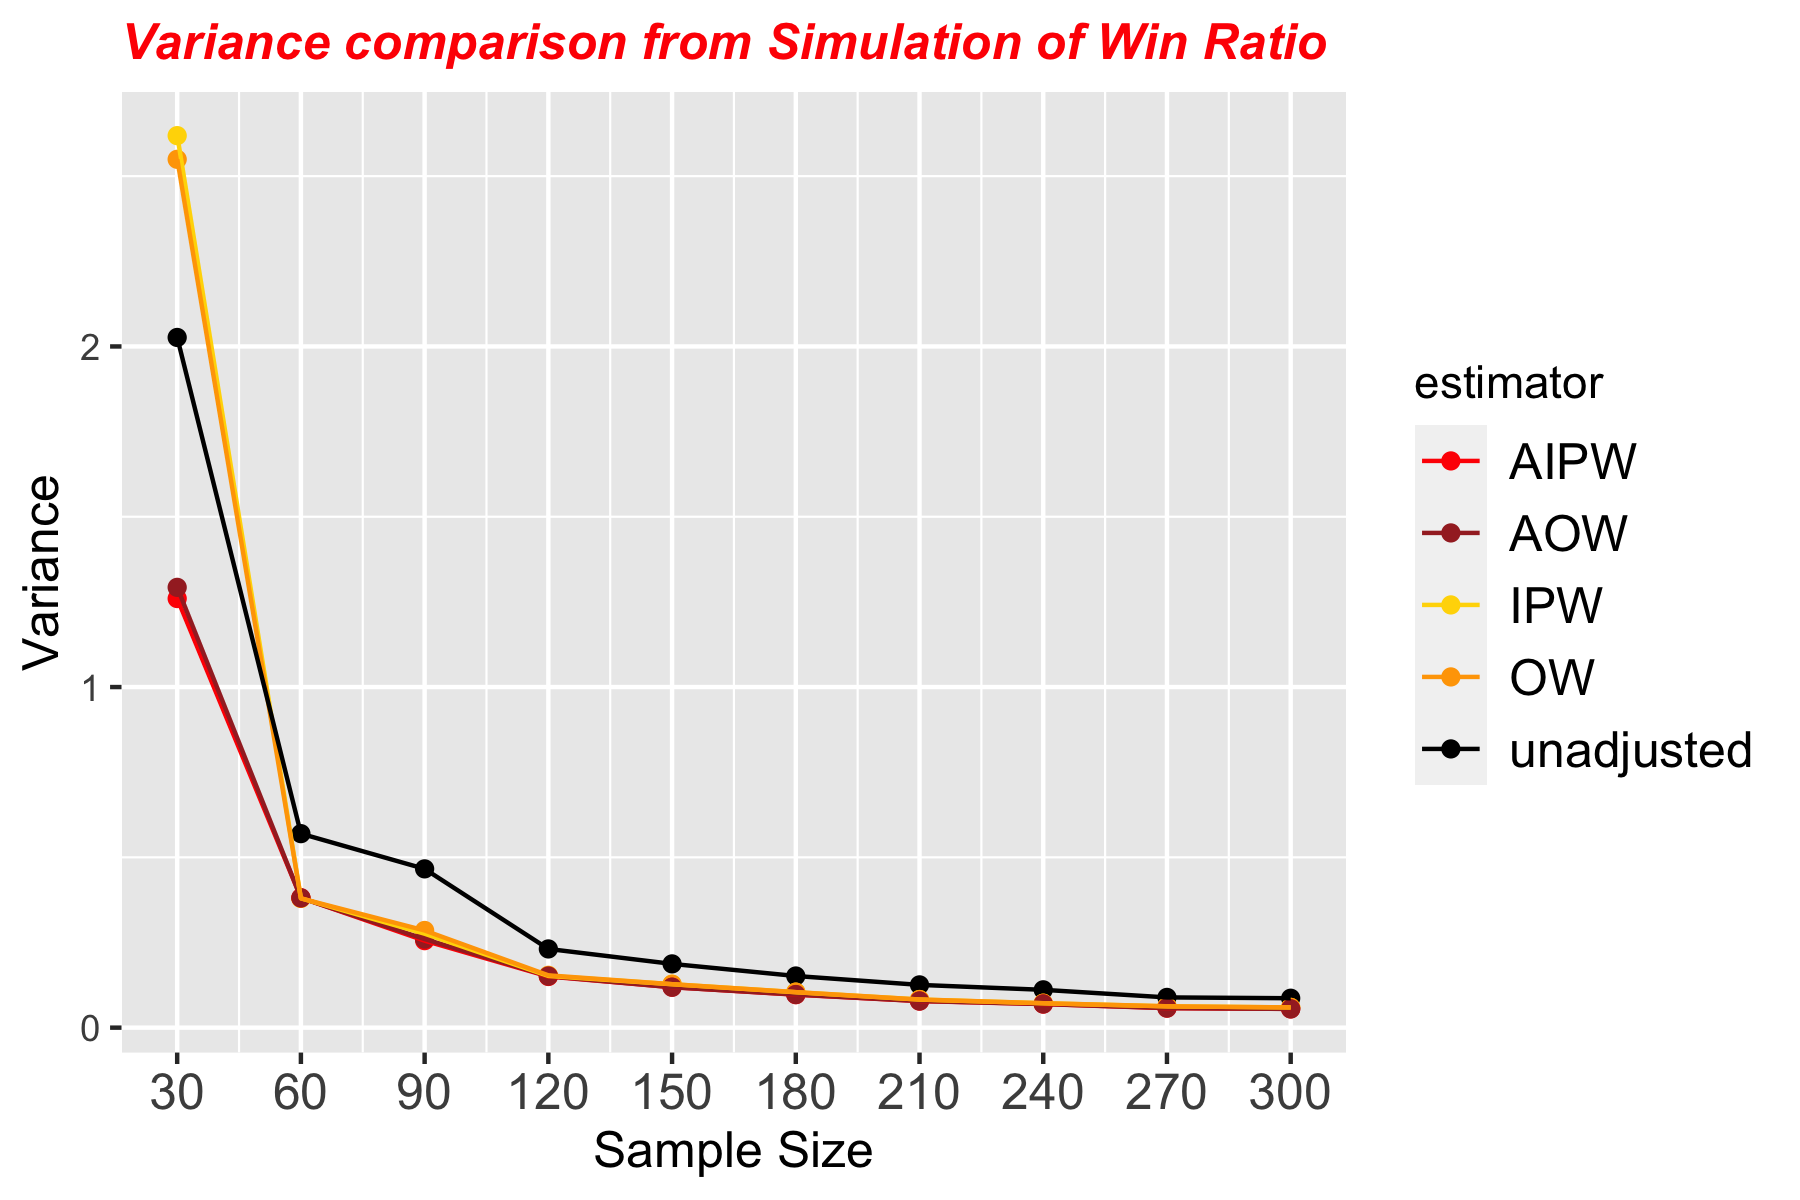 Variance comparison from Simulation of Win Ratio
Variance
2
1
0
30 60 90 120 150 180 210 240 270 300
Sample Size
estimator
AIPW
AOW
IPW
OW
unadjusted